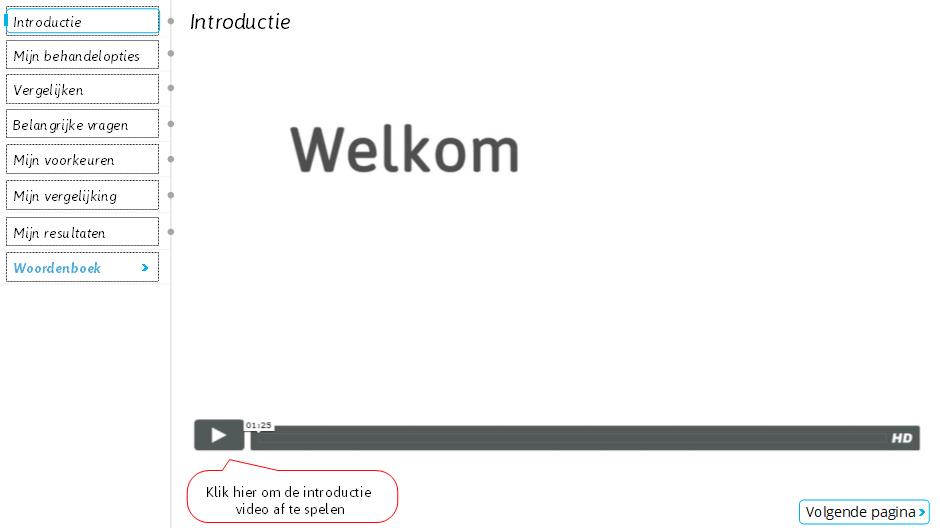 Introductie
Mijn behandelopties
Vergelijken
Belangrijke vragen
Mijn voorkeuren
Mijn vergelijking
Mijn resultaten
Woordenboek
Introductie
Welkom
01:25
HD
Klik hier om de introductie
video af te spelen
Volgende pagina